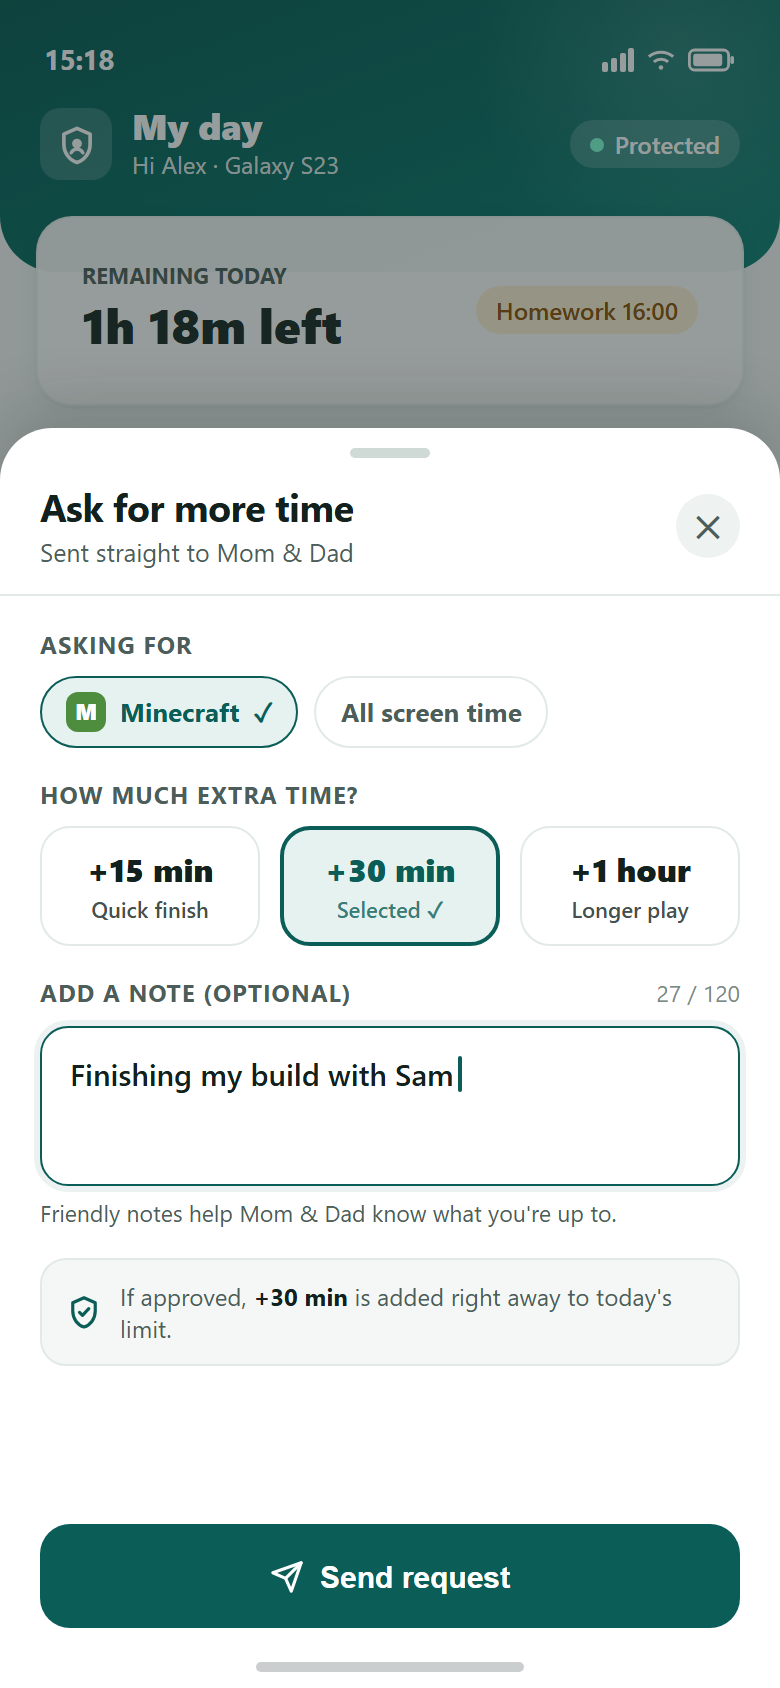 15:18
My day
Hi Alex · Galaxy S23
Protected
REMAINING TODAY
1h 18m left
Homework 16:00
Ask for more time
Sent straight to Mom & Dad
ASKING FOR
M Minecraft ✓
All screen time
HOW MUCH EXTRA TIME?
+15 min
Quick finish
+30 min
Selected ✓
+1 hour
Longer play
ADD A NOTE (OPTIONAL)
27 / 120
Finishing my build with Sam
Friendly notes help Mom & Dad know what you're up to.
If approved, +30 min is added right away to today's
limit.
Send request